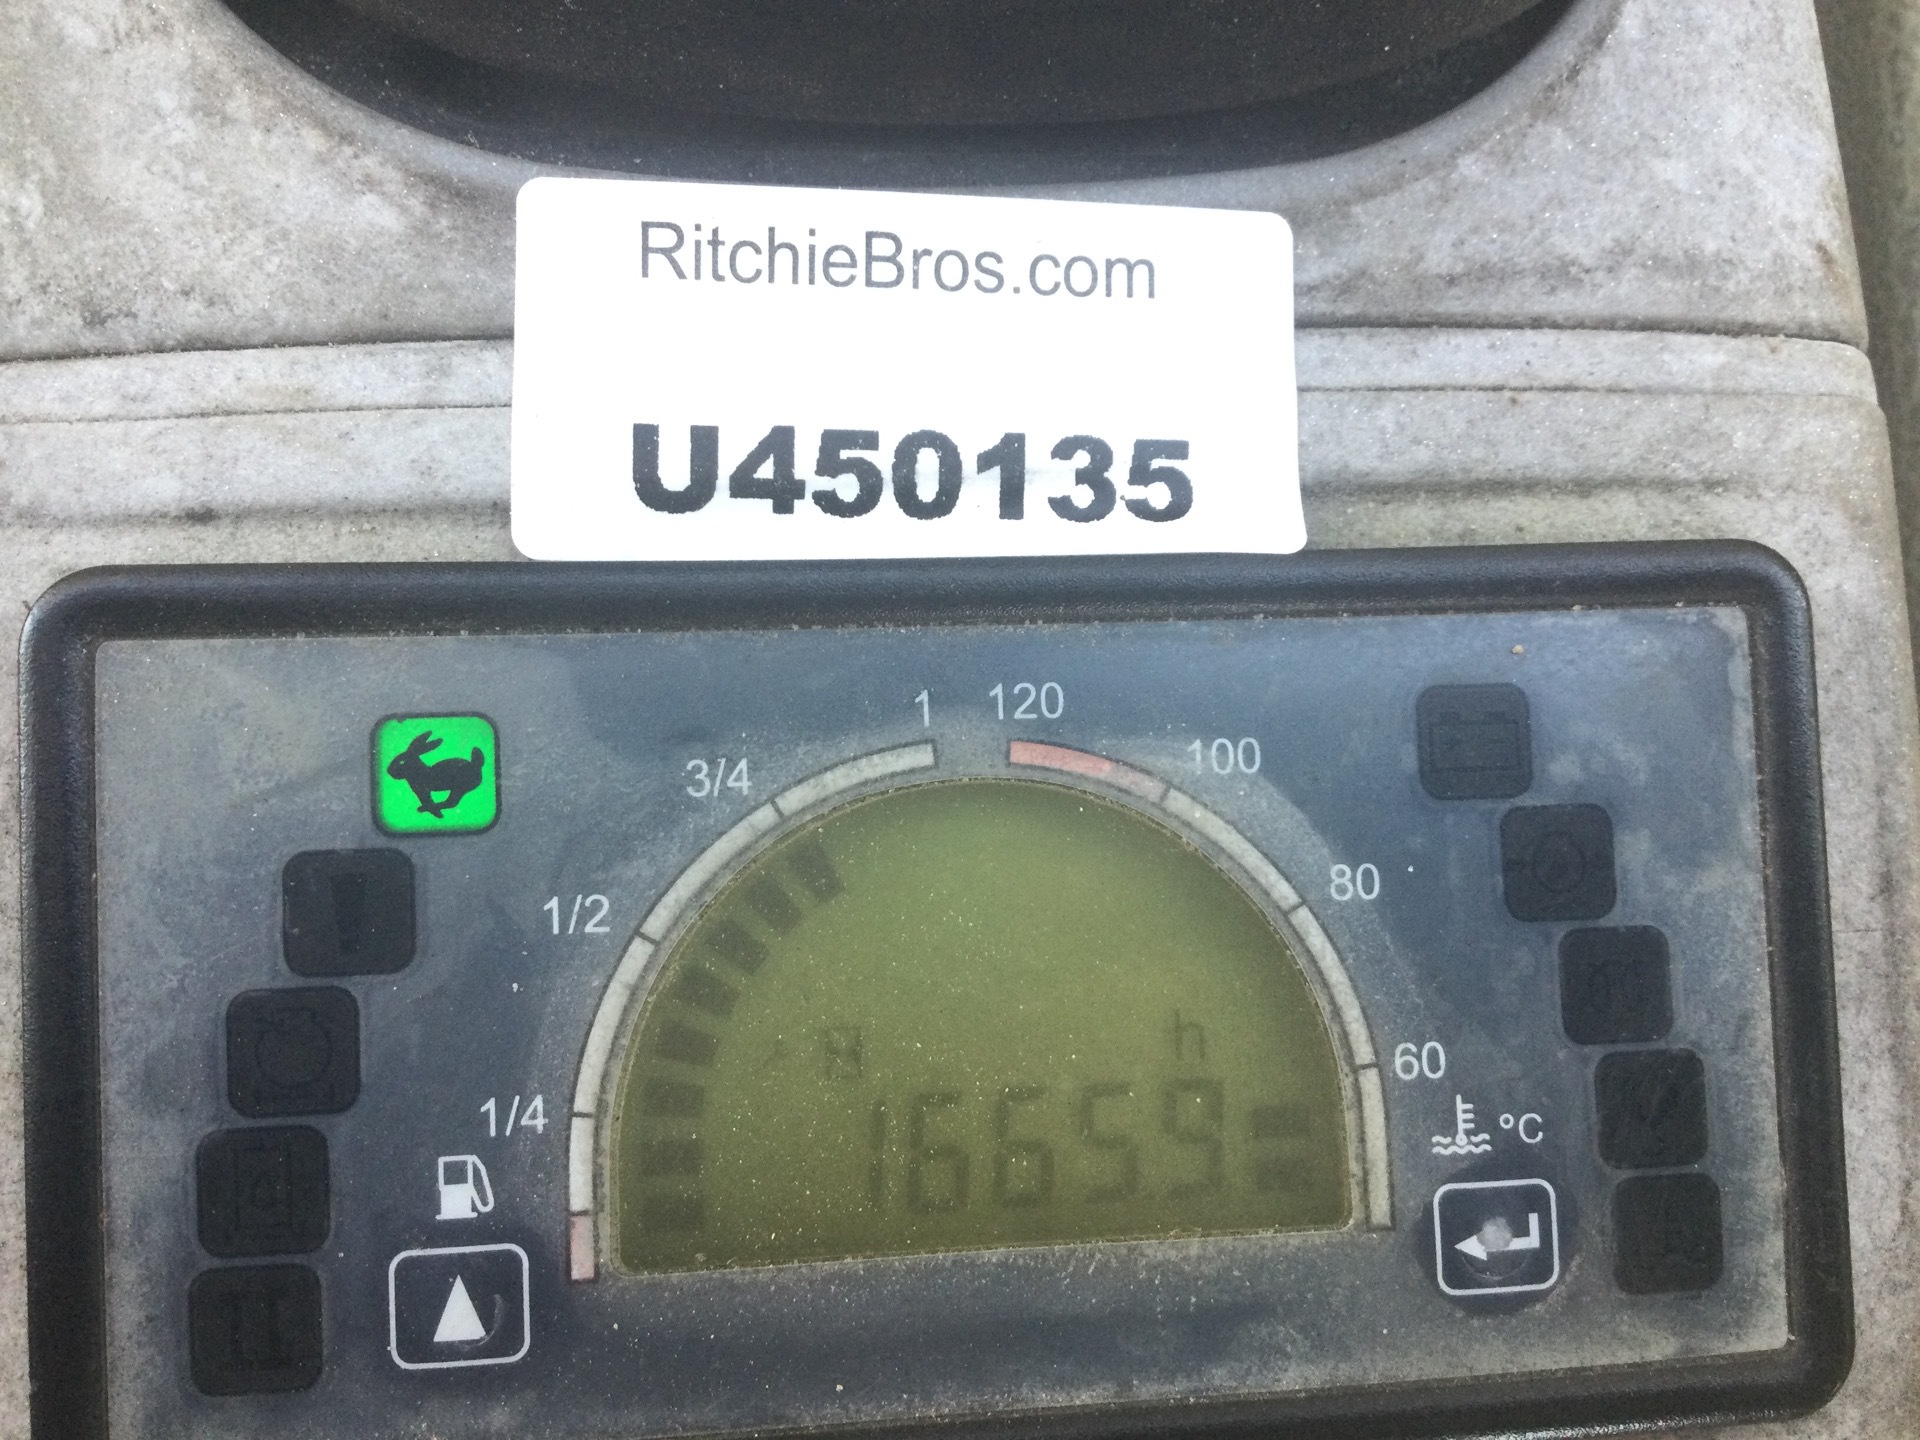 RitchieBros.com
U450135
1 120
3/4 100
1/2 80
N h
1/4 16659 60
°C